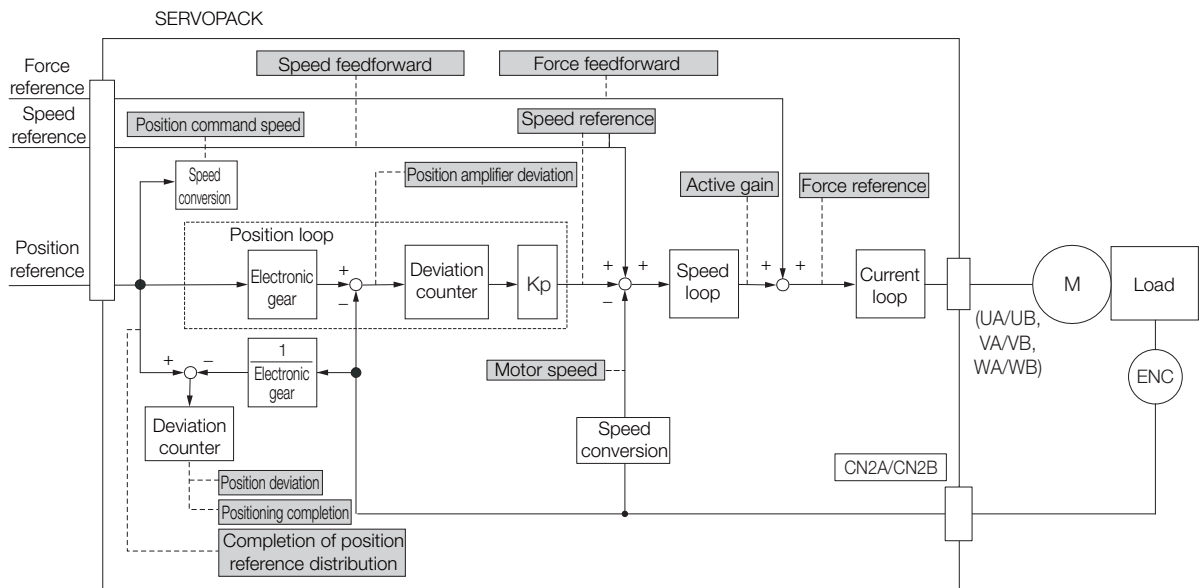 SERVOPACK
Force
reference
Speed
reference
Speed feedforward
Force feedforward
Position command speed
Speed reference
Speed
conversion
Position amplifier deviation
Active gain
Force reference
Position
reference
Position loop
Electronic
gear
+
−
Deviation
counter
Kp
+
+
−
Speed
loop
+
+
Current
loop
M
Load
(UA/UB,
VA/VB,
WA/WB)
ENC
+
−
1
Electronic
gear
Motor speed
Deviation
counter
Speed
conversion
CN2A/CN2B
Position deviation
Positioning completion
Completion of position
reference distribution